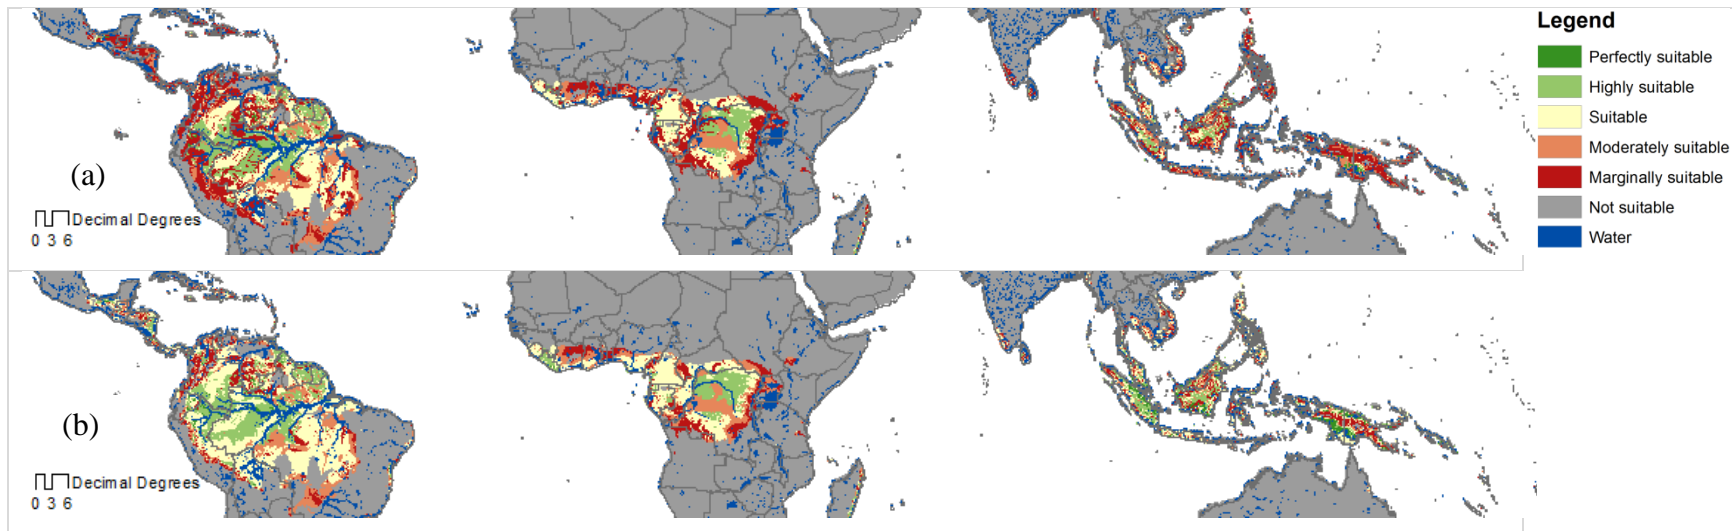 Legend
Perfectly suitable
Highly suitable
Suitable
Moderately suitable
Marginally suitable
Not suitable
Water
(a)
Decimal Degrees
0 3 6
(b)
Decimal Degrees
0 3 6